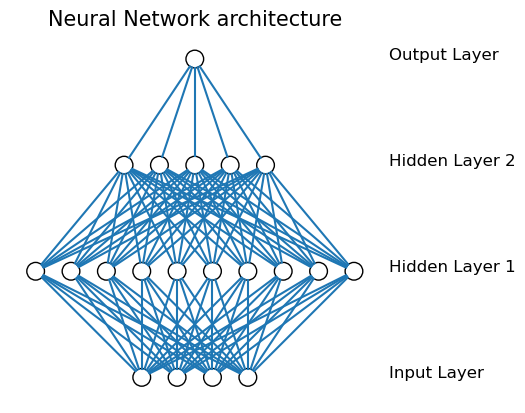 Neural Network architecture
Output Layer
Hidden Layer 2
Hidden Layer 1
Input Layer